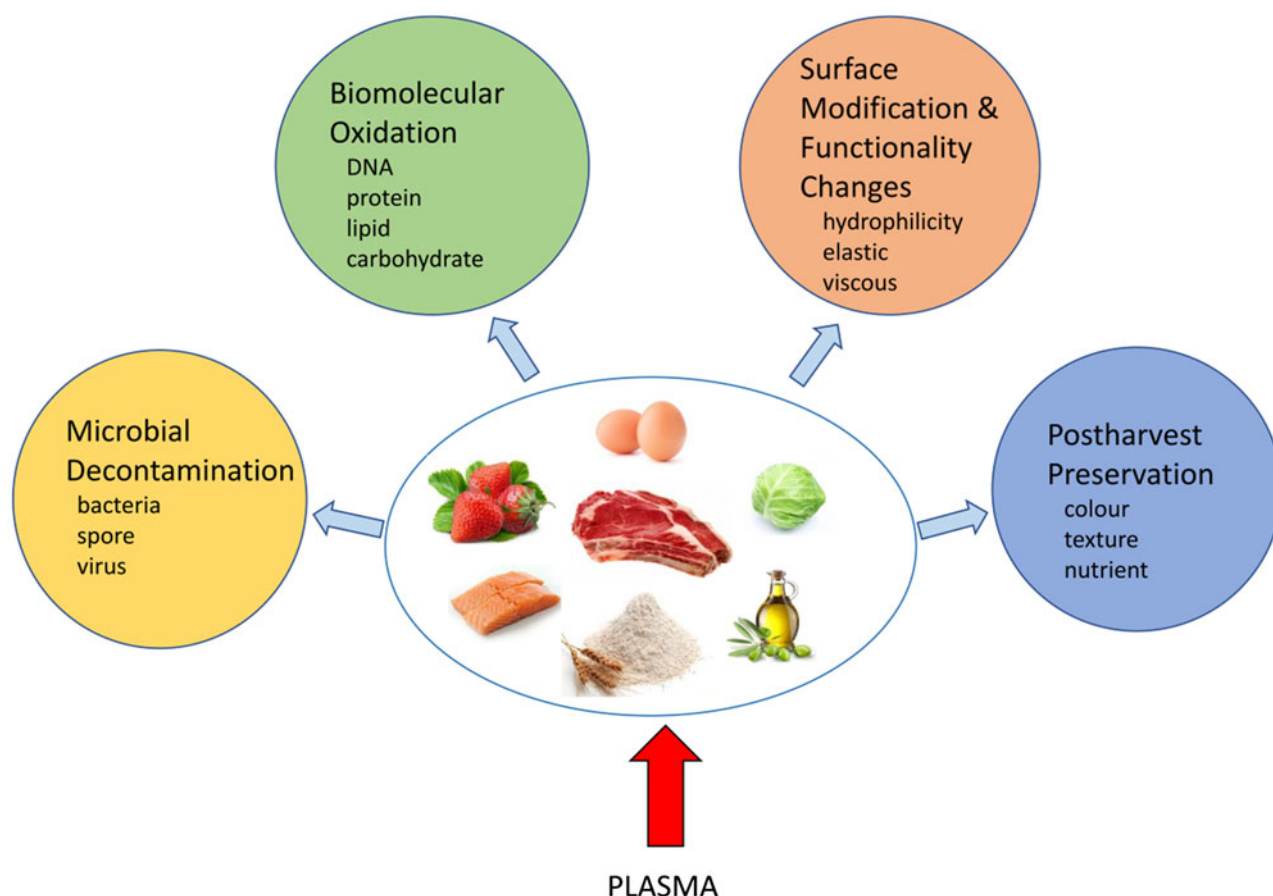 Biomolecular
Oxidation
DNA
protein
lipid
carbohydrate
Surface
Modification &
Functionality
Changes
hydrophilicity
elastic
viscous
Microbial
Decontamination
bacteria
spore
virus
Postharvest
Preservation
colour
texture
nutrient
PLASMA